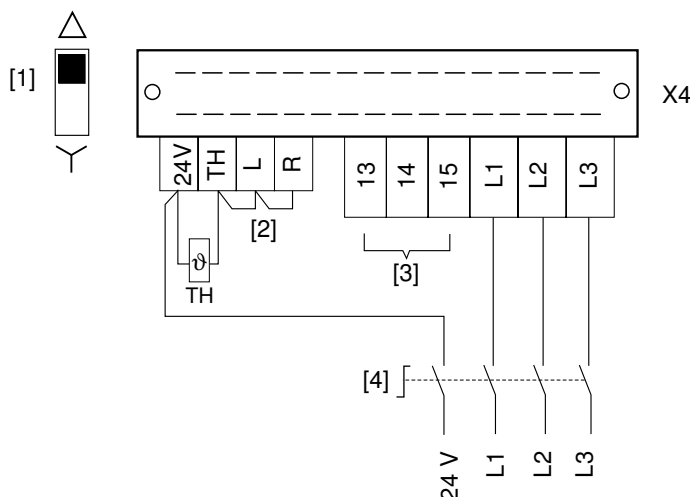 [1]
X4
24V
TH
L
R
13
14
15
L1
L2
L3
[2]
[3]
ϑ
TH
[4]
24 V
L1
L2
L3